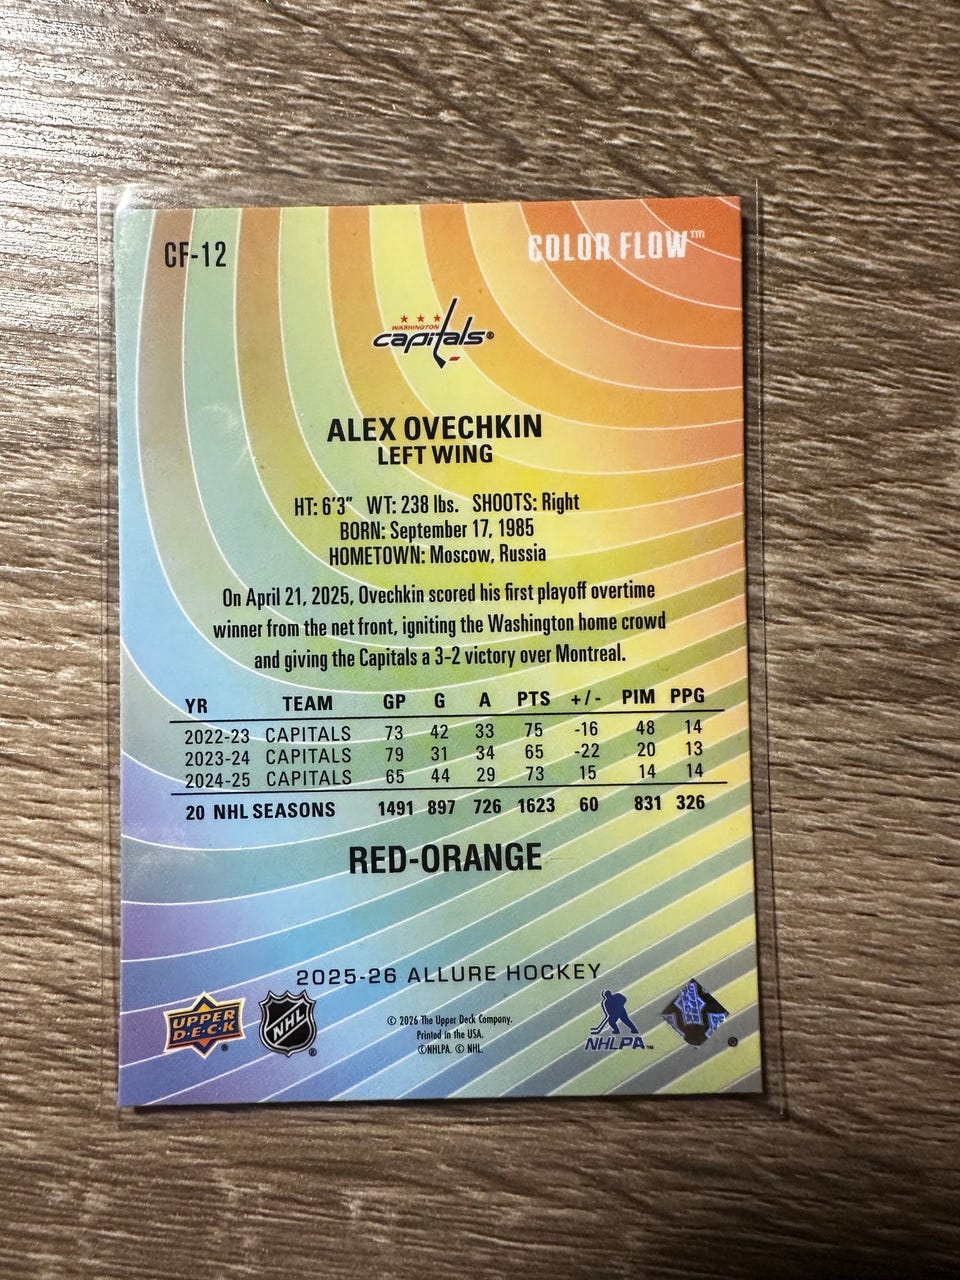 CF-12
COLOR FLOW™
WASHINGTON
capitals®
ALEX OVECHKIN
LEFT WING
HT: 6'3" WT: 238 lbs. SHOOTS: Right
BORN: September 17, 1985
HOMETOWN: Moscow, Russia
On April 21, 2025, Ovechkin scored his first playoff overtime
winner from the net front, igniting the Washington home crowd
and giving the Capitals a 3-2 victory over Montreal.
YR TEAM GP G A PTS +/- PIM PPG
2022-23 CAPITALS 73 42 33 75 -16 48 14
2023-24 CAPITALS 79 31 34 65 -22 20 13
2024-25 CAPITALS 65 44 29 73 15 14 14
20 NHL SEASONS 1491 897 726 1623 60 831 326
RED-ORANGE
2025-26 ALLURE HOCKEY
UPPER DECK ®
NHL ®
© 2026 The Upper Deck Company.
Printed in the USA.
©NHLPA. © NHL.
NHLPA™
®